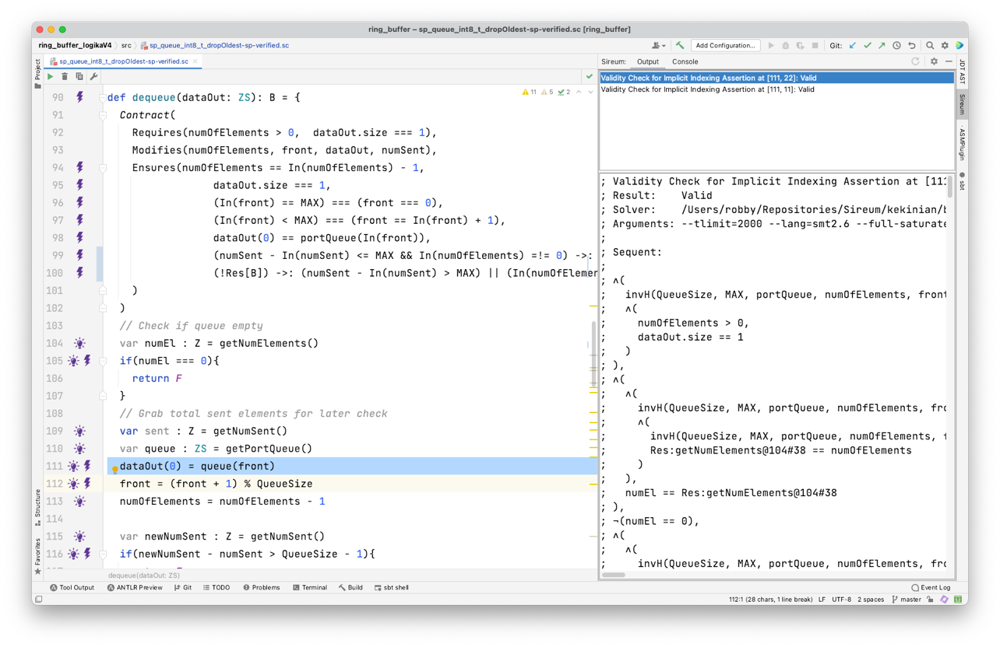 ring_buffer – sp_queue_int8_t_dropOldest-sp-verified.sc [ring_buffer]
ring_buffer_logikaV4 〉 src 〉 sp_queue_int8_t_dropOldest-sp-verified.sc
Add Configuration...
Git:
Project
sp_queue_int8_t_dropOldest-sp-verified.sc
11 5 2
90 def dequeue(dataOut: ZS): B = {
91 Contract(
92 Requires(numOfElements > 0,  dataOut.size === 1),
93 Modifies(numOfElements, front, dataOut, numSent),
94 Ensures(numOfElements == In(numOfElements) - 1,
95 dataOut.size === 1,
96 (In(front) == MAX) === (front === 0),
97 (In(front) < MAX) === (front == In(front) + 1),
98 dataOut(0) == portQueue(In(front)),
99 (numSent - In(numSent) <= MAX && In(numOfElements) =!= 0) ->:
100 (!Res[B]) ->: (numSent - In(numSent) > MAX) || (In(numOfElemen
101 )
102 )
103 // Check if queue empty
104 var numEl : Z = getNumElements()
105 if(numEl === 0){
106 return F
107 }
108 // Grab total sent elements for later check
109 var sent : Z = getNumSent()
110 var queue : ZS = getPortQueue()
111 dataOut(0) = queue(front)
112 front = (front + 1) % QueueSize
113 numOfElements = numOfElements - 1
114
115 var newNumSent : Z = getNumSent()
116 if(newNumSent - numSent > QueueSize - 1){
dequeue(dataOut: ZS)
Structure
Favorites
Sireum: Output Console
Validity Check for Implicit Indexing Assertion at [111, 22]: Valid
Validity Check for Implicit Indexing Assertion at [111, 11]: Valid
; Validity Check for Implicit Indexing Assertion at [111
; Result:    Valid
; Solver:    /Users/robby/Repositories/Sireum/kekinian/b
; Arguments: --tlimit=2000 --lang=smt2.6 --full-saturate
;
; Sequent:
;
; ∧(
;   invH(QueueSize, MAX, portQueue, numOfElements, front
;   ∧(
;     numOfElements > 0,
;     dataOut.size == 1
;   )
; ),
; ∧(
;   ∧(
;     invH(QueueSize, MAX, portQueue, numOfElements, fro
;     ∧(
;       invH(QueueSize, MAX, portQueue, numOfElements, f
;       Res:getNumElements@104#38 == numOfElements
;     )
;   ),
;   numEl == Res:getNumElements@104#38
; ),
; ¬(numEl == 0),
; ∧(
;   ∧(
;     invH(QueueSize, MAX, portQueue, numOfElements, fro
JDT AST
Sireum
ASMPlugin
sbt
Tool Output ANTLR Preview Git TODO Problems Terminal Build sbt shell Event Log
112:1 (28 chars, 1 line break) LF UTF-8 2 spaces master [T]